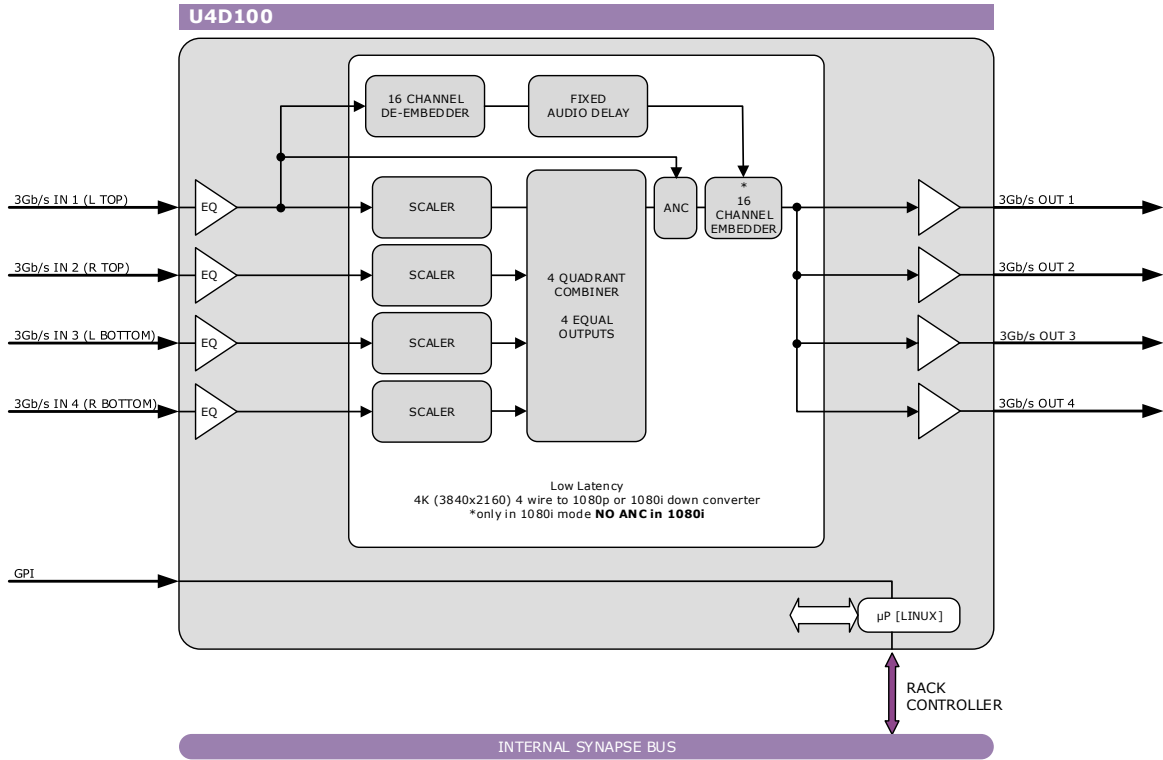 U4D100
16 CHANNEL
DE-EMBEDDER
FIXED
AUDIO DELAY
3Gb/s IN 1 (L TOP)
EQ
SCALER
ANC
*
16
CHANNEL
EMBEDDER
3Gb/s OUT 1
3Gb/s IN 2 (R TOP)
EQ
SCALER
4 QUADRANT
COMBINER
4 EQUAL
OUTPUTS
3Gb/s OUT 2
3Gb/s IN 3 (L BOTTOM)
EQ
SCALER
3Gb/s OUT 3
3Gb/s IN 4 (R BOTTOM)
EQ
SCALER
3Gb/s OUT 4
Low Latency
4K (3840x2160) 4 wire to 1080p or 1080i down converter
*only in 1080i mode NO ANC in 1080i
GPI
µP [LINUX]
RACK
CONTROLLER
INTERNAL SYNAPSE BUS